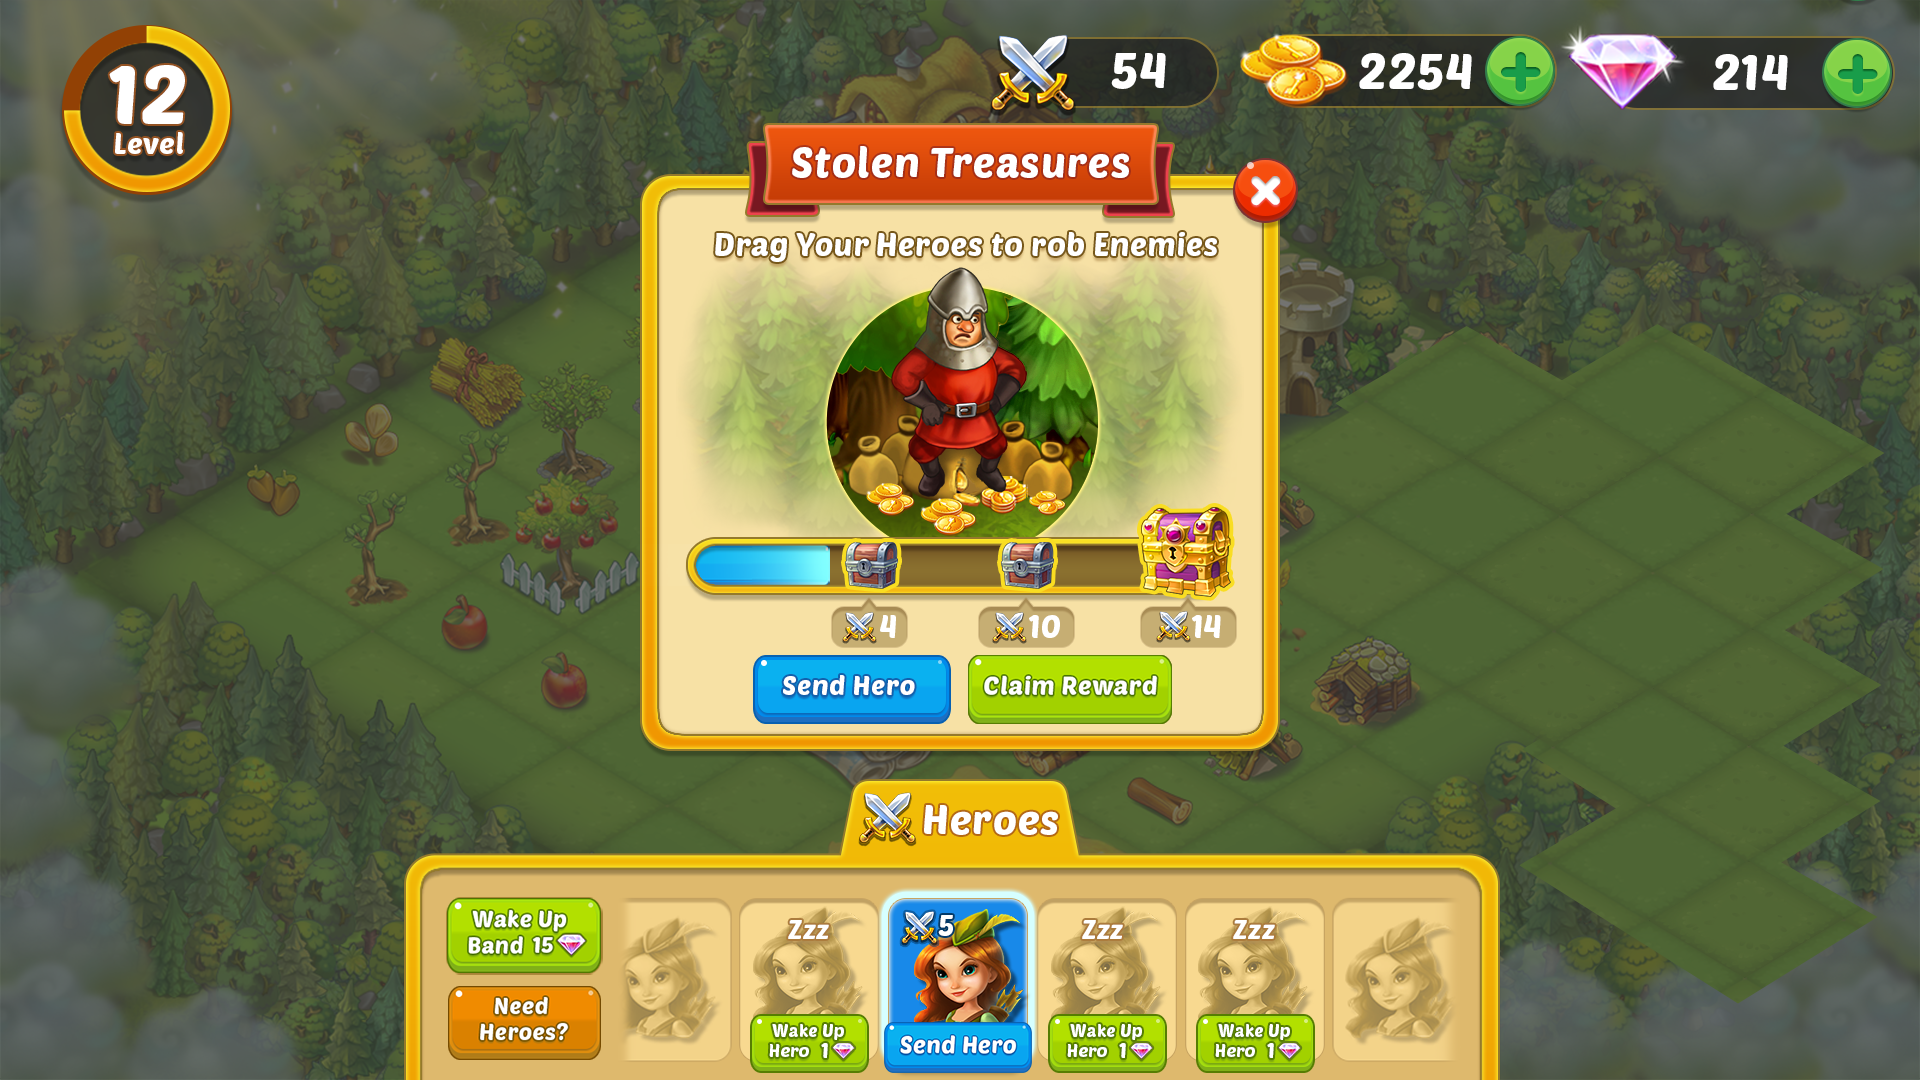 12
Level
54
2254
214
Stolen Treasures
Drag Your Heroes to rob Enemies
4
10
14
Send Hero
Claim Reward
Heroes
Wake Up
Band 15
Need
Heroes?
Zzz
Wake Up
Hero 1
5
Send Hero
Zzz
Wake Up
Hero 1
Zzz
Wake Up
Hero 1